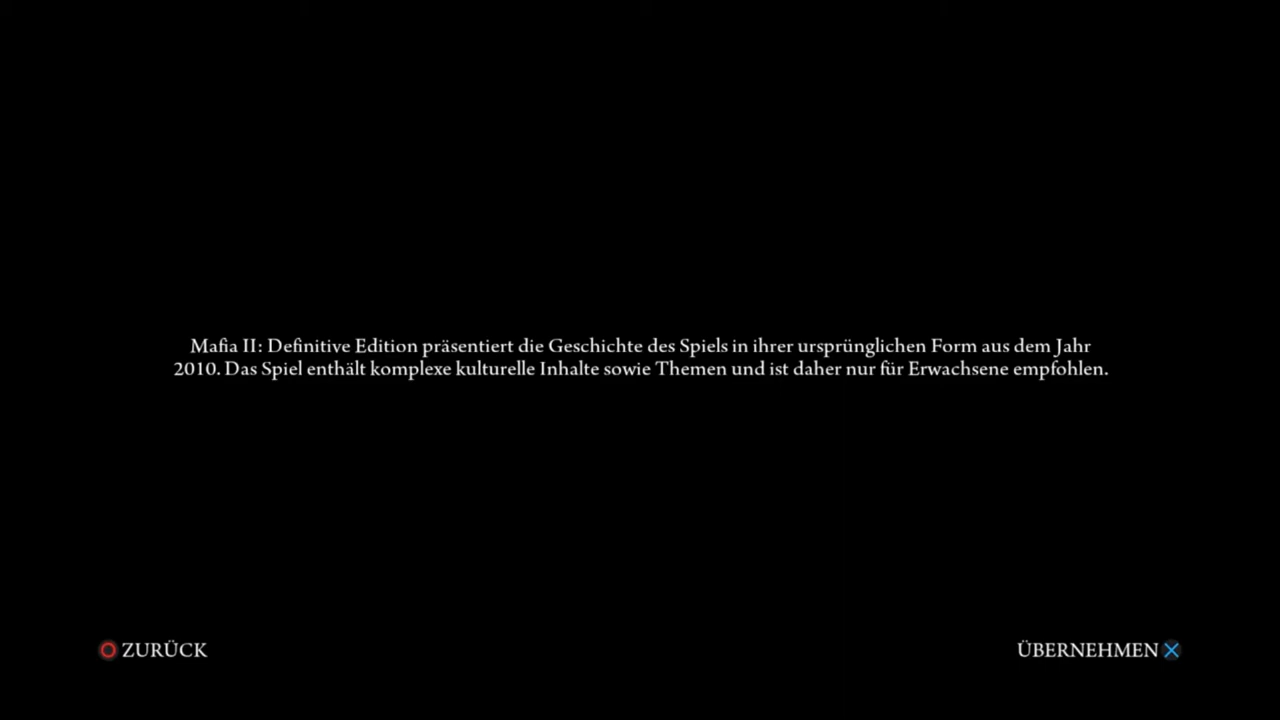 Mafia II: Definitive Edition präsentiert die Geschichte des Spiels in ihrer ursprünglichen Form aus dem Jahr
2010. Das Spiel enthält komplexe kulturelle Inhalte sowie Themen und ist daher nur für Erwachsene empfohlen.
ZURÜCK
ÜBERNEHMEN